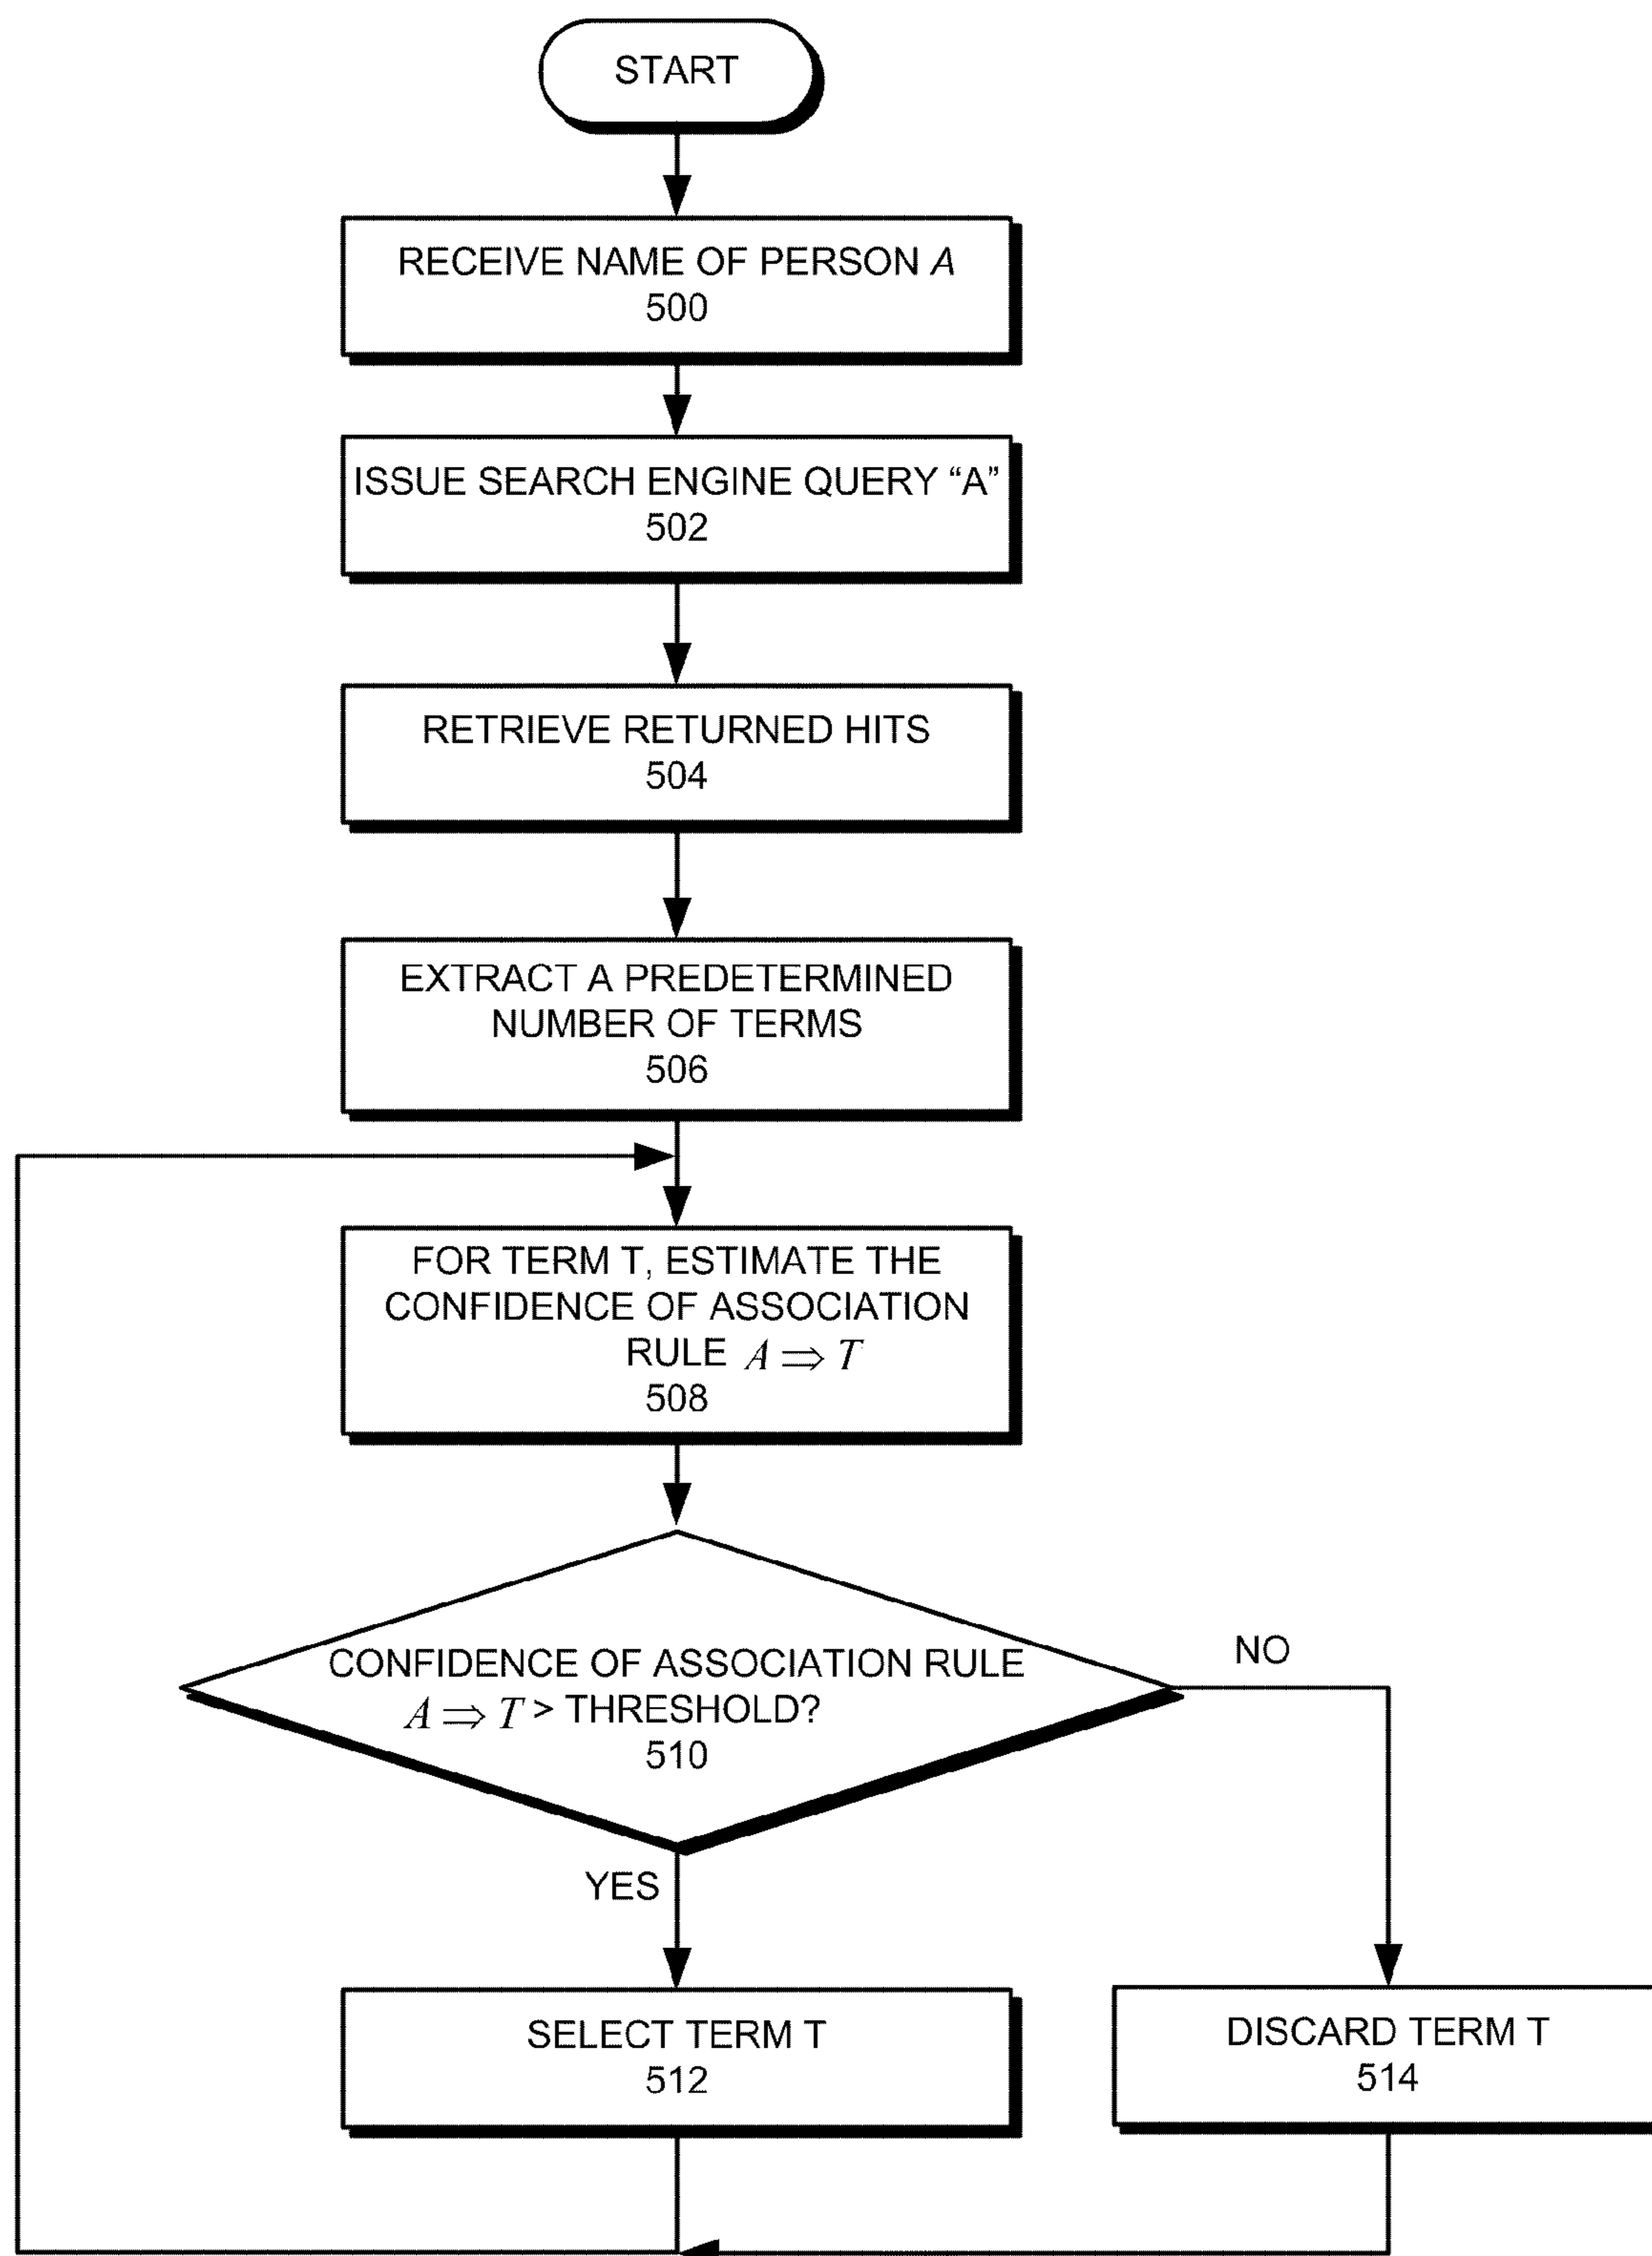 START
RECEIVE NAME OF PERSON A
500
ISSUE SEARCH ENGINE QUERY “A”
502
RETRIEVE RETURNED HITS
504
EXTRACT A PREDETERMINED
NUMBER OF TERMS
506
FOR TERM T, ESTIMATE THE
CONFIDENCE OF ASSOCIATION
RULE A ⇒ T
508
CONFIDENCE OF ASSOCIATION RULE
A ⇒ T > THRESHOLD?
510
NO
YES
SELECT TERM T
512
DISCARD TERM T
514